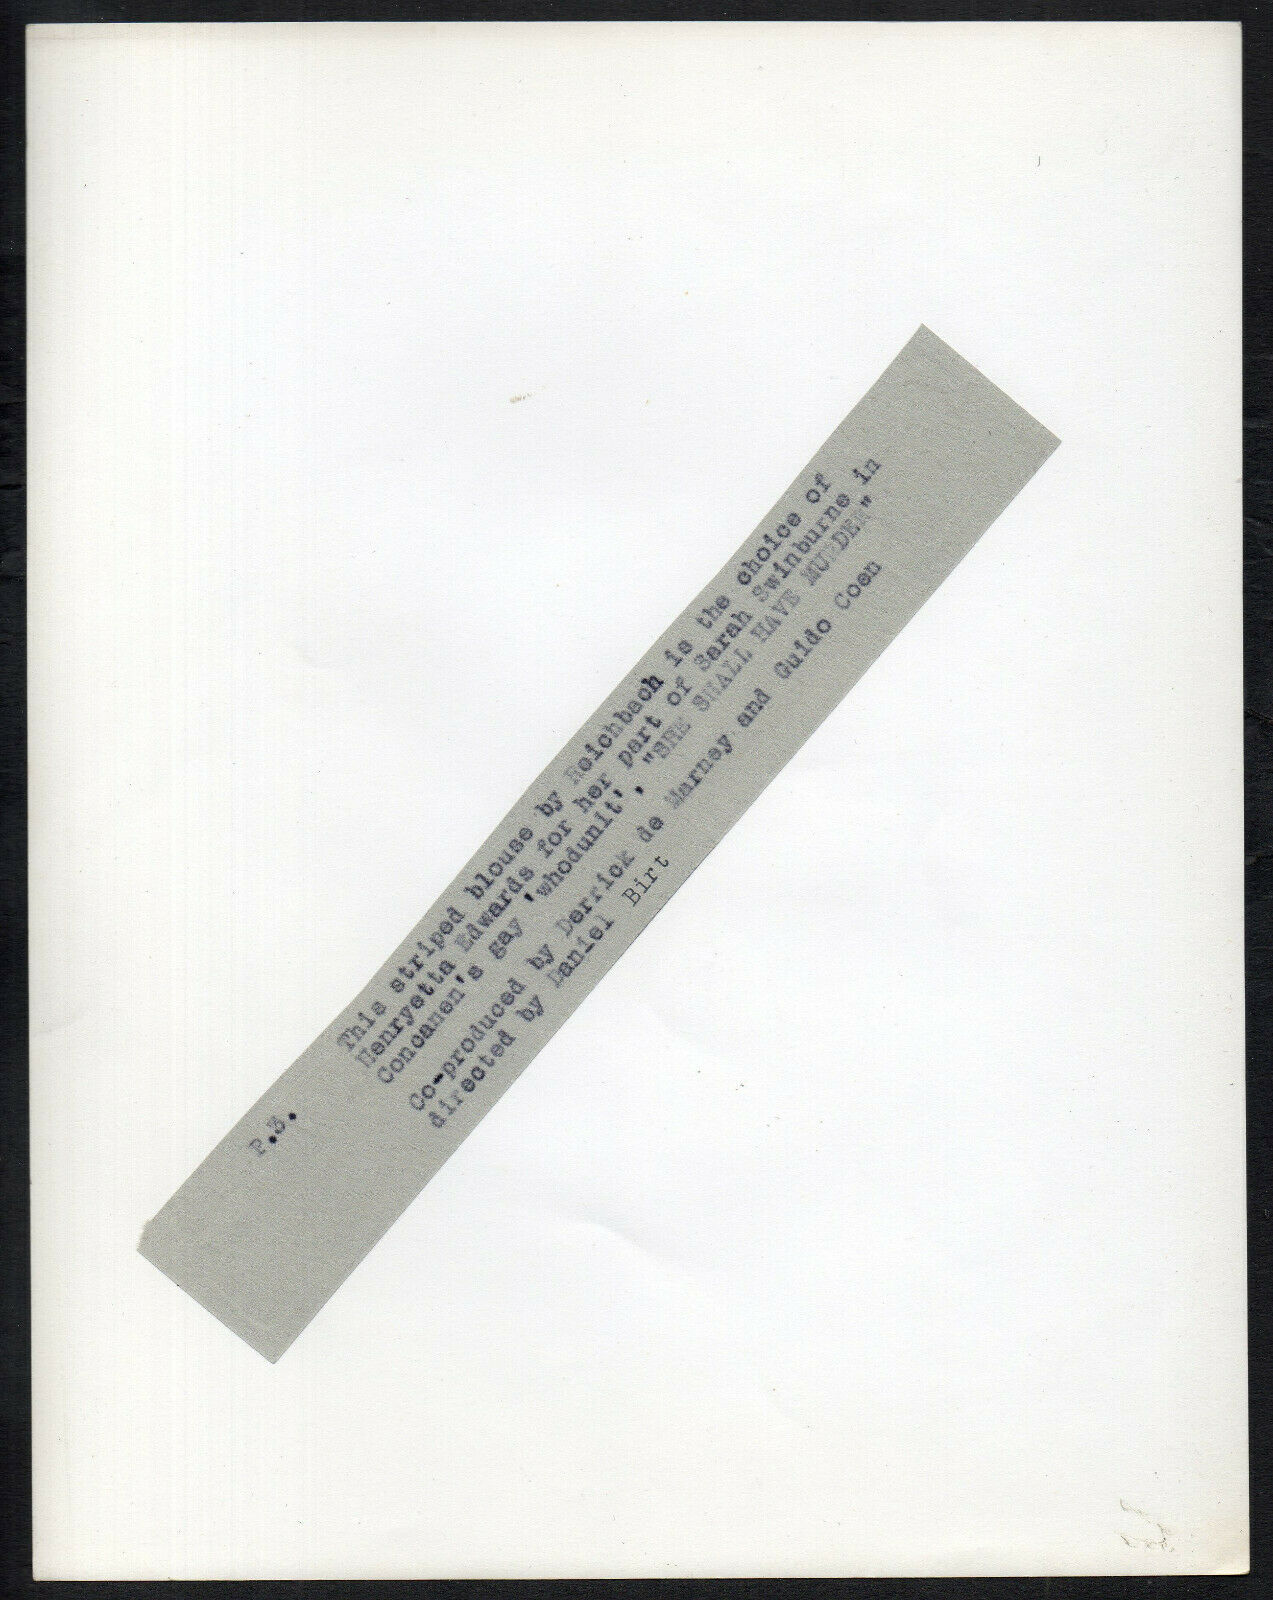 P.3.
This striped blouse by Reichbach is the choice of
Henryetta Edwards for her part of Sarah Swinburne in
Concanen's gay 'whodunit', "SHE SHALL HAVE MURDER"
Co-produced by Derrick de Marney and Guido Coen
directed by Daniel Birt